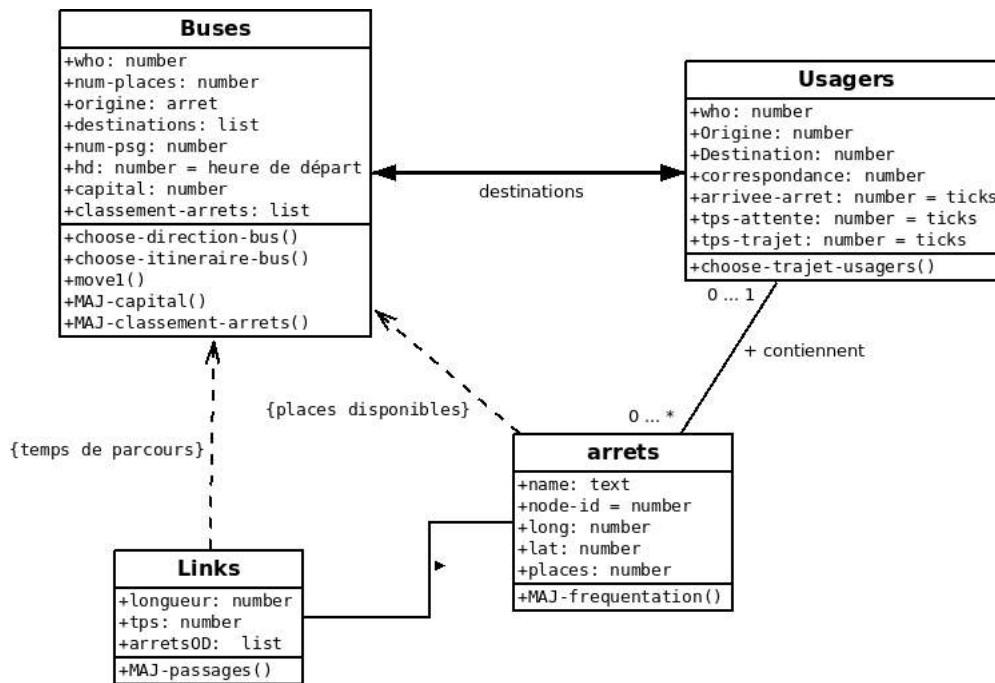 Buses
+who: number
+num-places: number
+origine: arret
+destinations: list
+num-psg: number
+hd: number = heure de départ
+capital: number
+classement-arrets: list
+choose-direction-bus()
+choose-itineraire-bus()
+move1()
+MAJ-capital()
+MAJ-classement-arrets()
destinations
Usagers
+who: number
+Origine: number
+Destination: number
+correspondance: number
+arrivee-arret: number = ticks
+tps-attente: number = ticks
+tps-trajet: number = ticks
+choose-trajet-usagers()
0 ... 1
+ contiennent
0 ... *
{places disponibles}
{temps de parcours}
arrets
+name: text
+node-id = number
+long: number
+lat: number
+places: number
+MAJ-frequentation()
Links
+longueur: number
+tps: number
+arretsOD: list
+MAJ-passages()